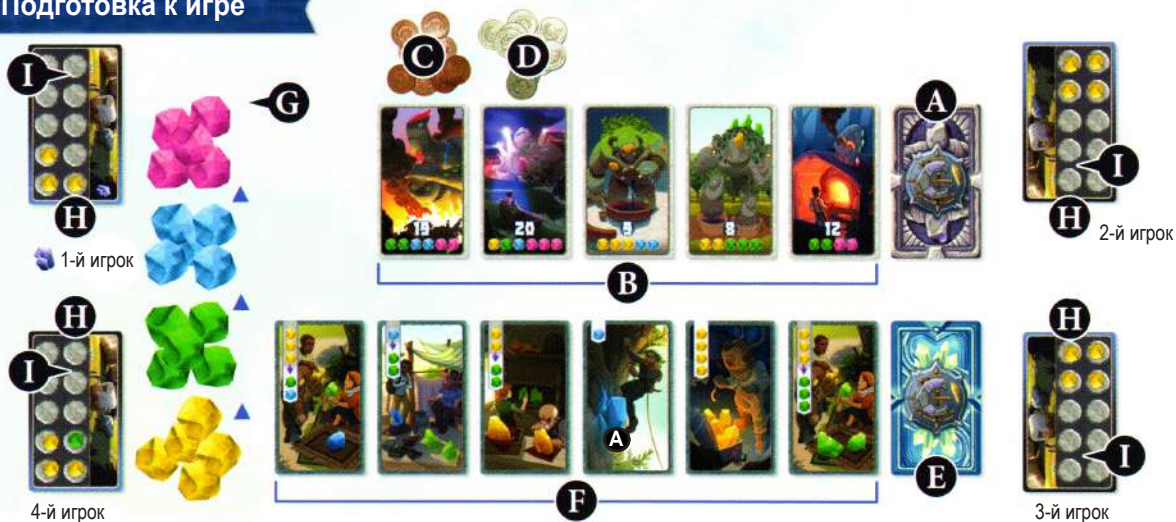 Подготовка к игре
C
D
I
G
A
I
H
19
20
9
8
12
H
2-й игрок
1-й игрок
B
H
H
I
A
I
E
F
4-й игрок
3-й игрок